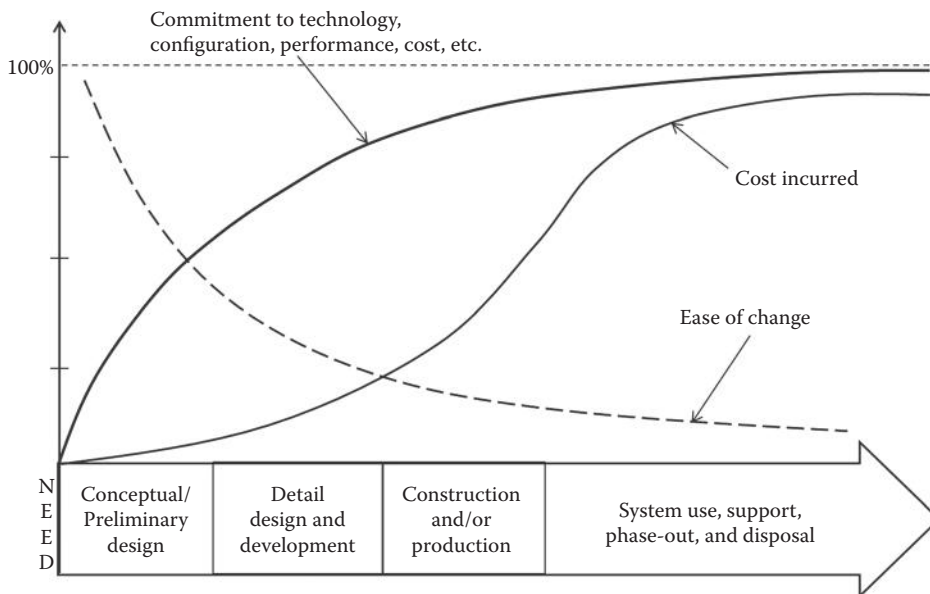 Commitment to technology,
configuration, performance, cost, etc.
100%
Cost incurred
Ease of change
N
E
E
D
Conceptual/
Preliminary
design
Detail
design and
development
Construction
and/or
production
System use, support,
phase-out, and disposal